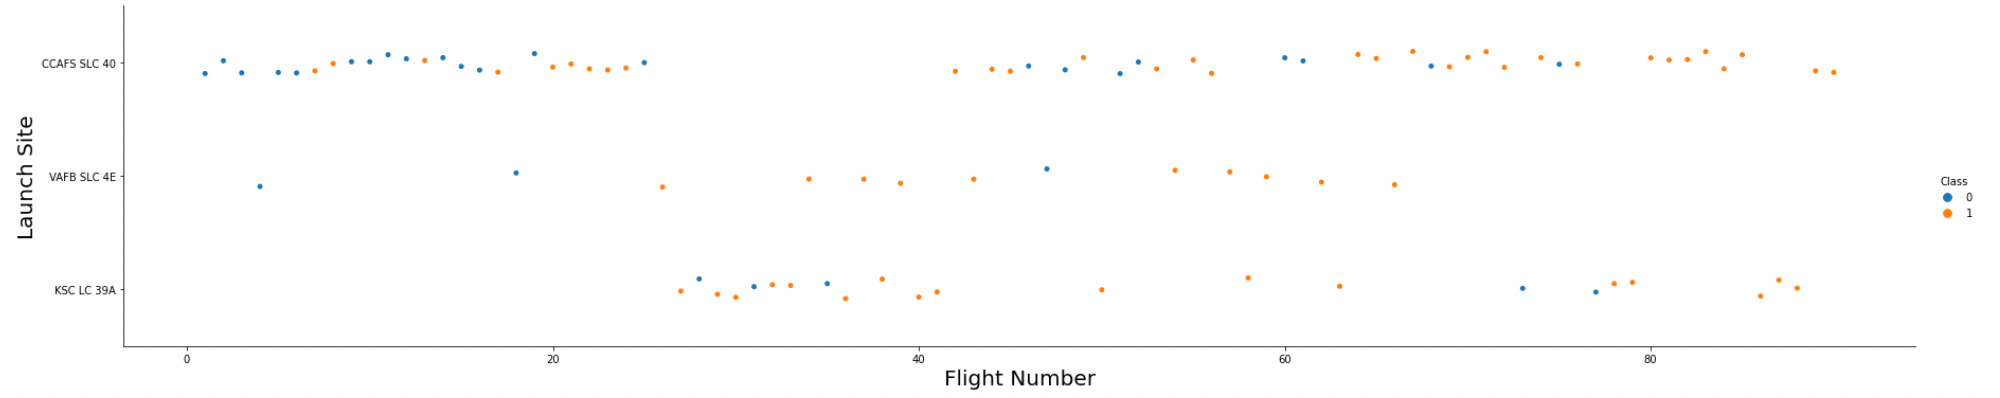 CCAFS SLC 40
VAFB SLC 4E
KSC LC 39A
Launch Site
0 20 40 60 80
Flight Number
Class
0
1